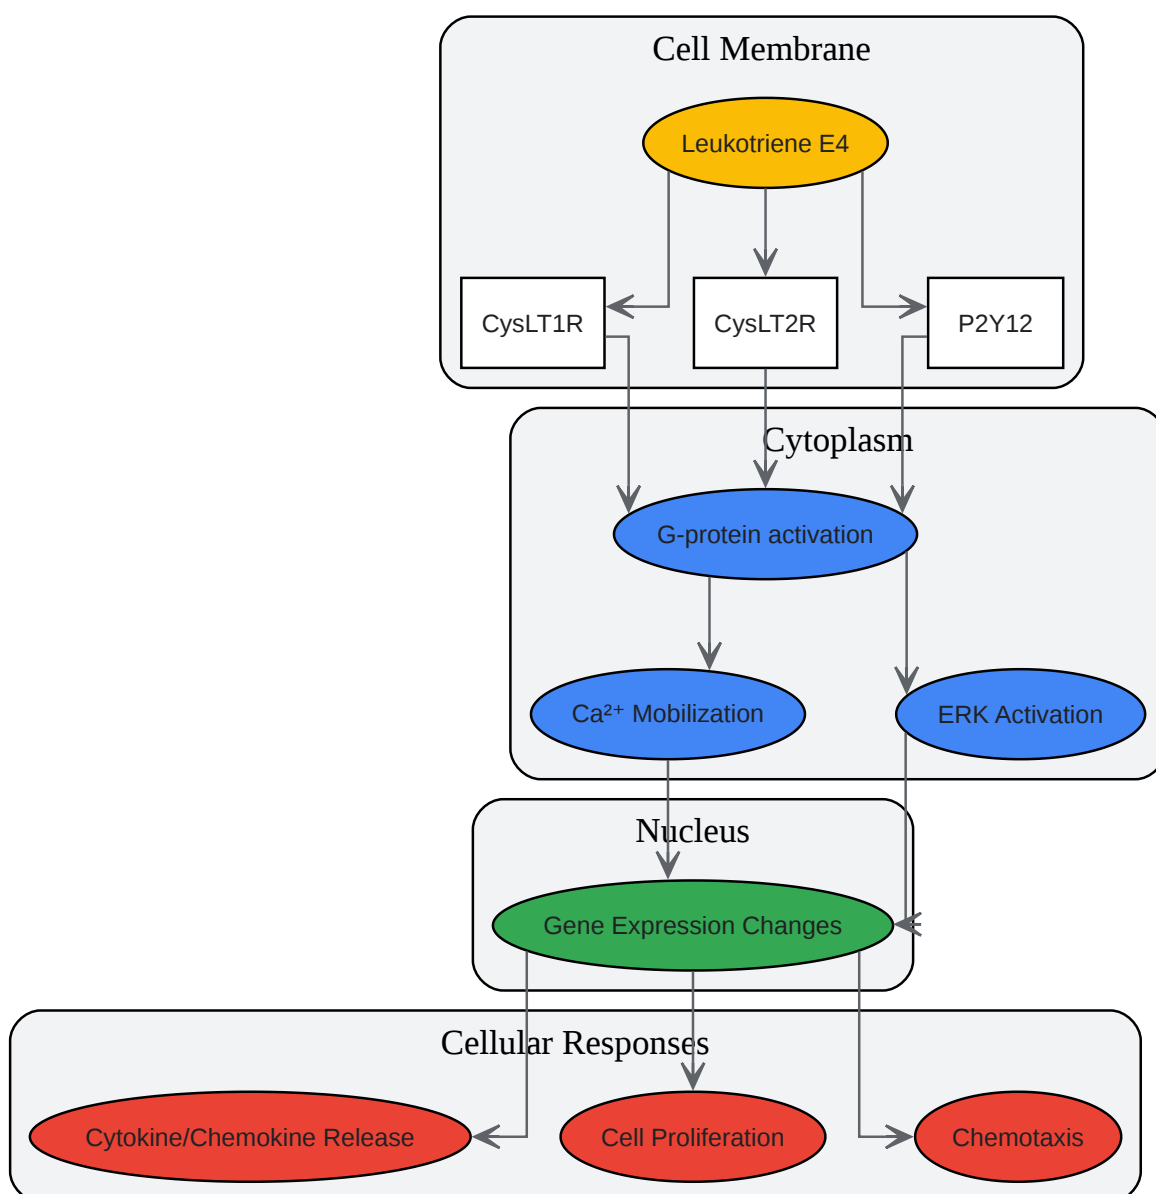 Cell Membrane
Leukotriene E4
CysLT1R
CysLT2R
P2Y12
Cytoplasm
G-protein activation
Ca²⁺ Mobilization
ERK Activation
Nucleus
Gene Expression Changes
Cellular Responses
Cytokine/Chemokine Release
Cell Proliferation
Chemotaxis